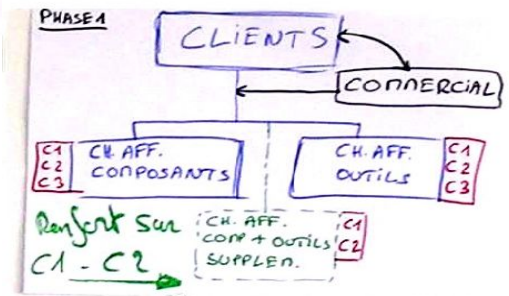 PHASE 1
CLIENTS
COMMERCIAL
C1
C2
C3
CH. AFF.
COMPOSANTS
CH. AFF.
OUTILS
C1
C2
C3
Renfort sur
C1 - C2
CH. AFF.
COMP + OUTILS
SUPPLEM.
C1
C2